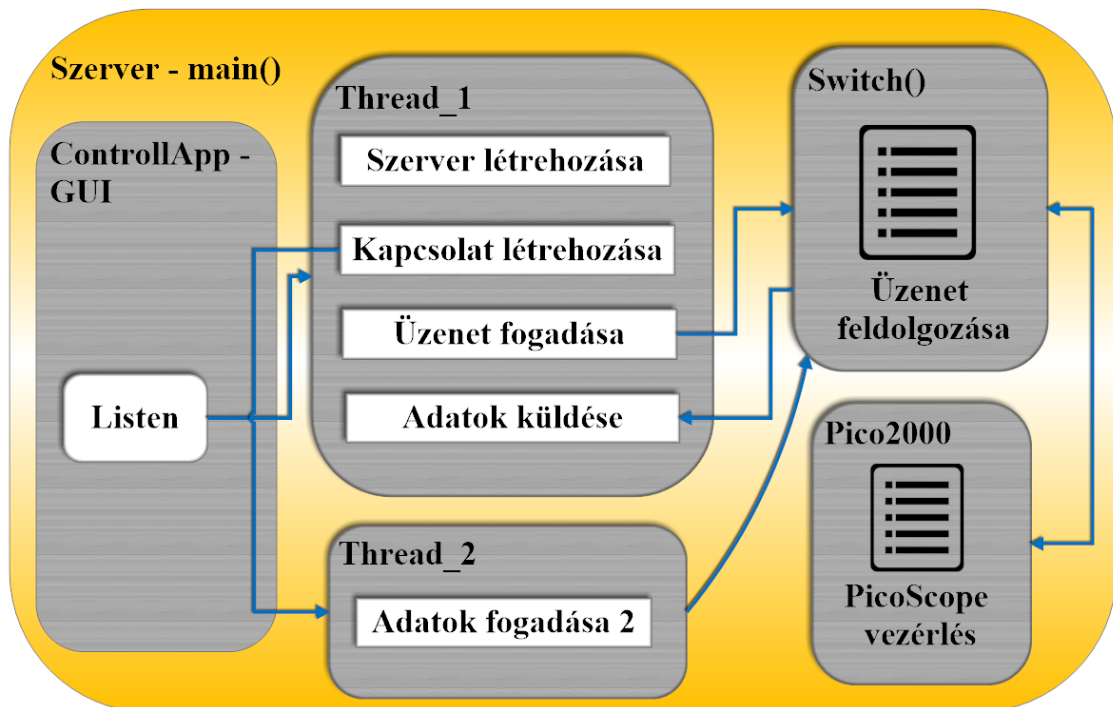 Szerver - main()
ControllApp -
GUI
Listen
Thread_1
Szerver létrehozása
Kapcsolat létrehozása
Üzenet fogadása
Adatok küldése
Thread_2
Adatok fogadása 2
Switch()
Üzenet
feldolgozása
Pico2000
PicoScope
vezérlés